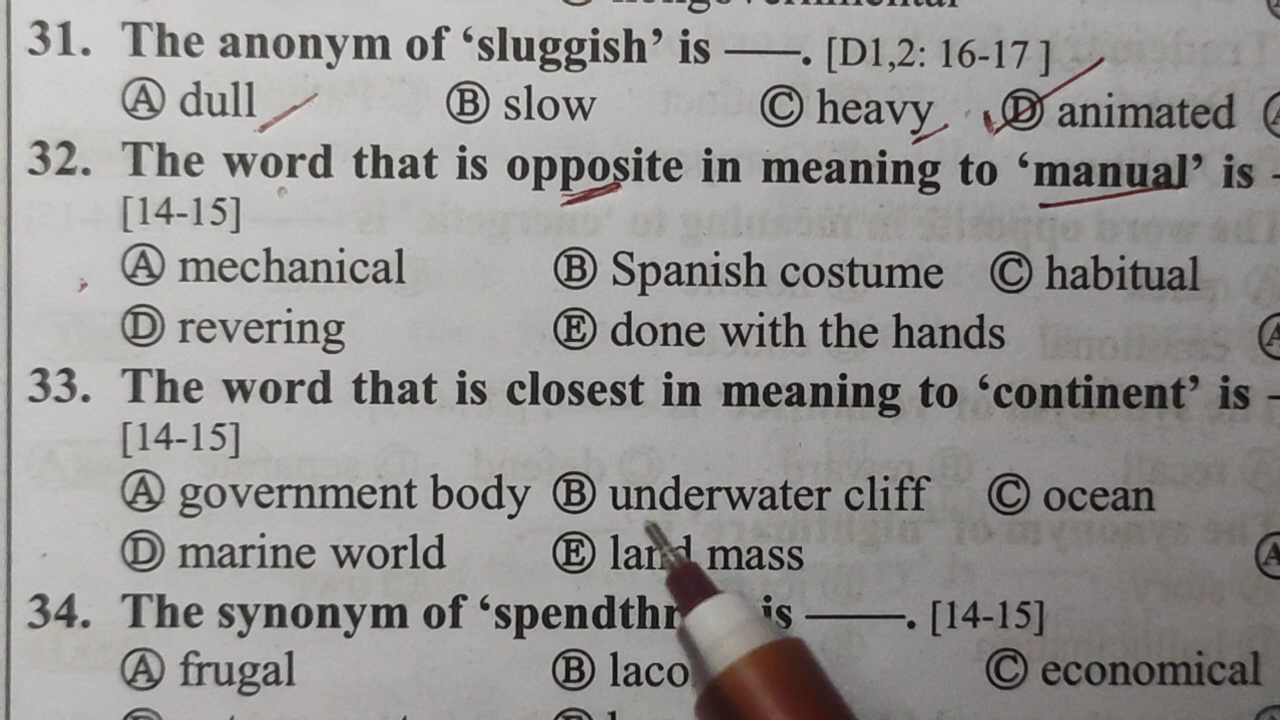 31. The anonym of ‘sluggish’ is ——. [D1,2: 16-17 ]
Ⓐ dull Ⓑ slow Ⓒ heavy Ⓓ animated
32. The word that is opposite in meaning to ‘manual’ is -
[14-15]
Ⓐ mechanical Ⓑ Spanish costume Ⓒ habitual
Ⓓ revering Ⓔ done with the hands Ⓐ
33. The word that is closest in meaning to ‘continent’ is -
[14-15]
Ⓐ government body Ⓑ underwater cliff Ⓒ ocean
Ⓓ marine world Ⓔ land mass Ⓐ
34. The synonym of is ——. [14-15]
Ⓐ frugal Ⓑ Ⓒ economical